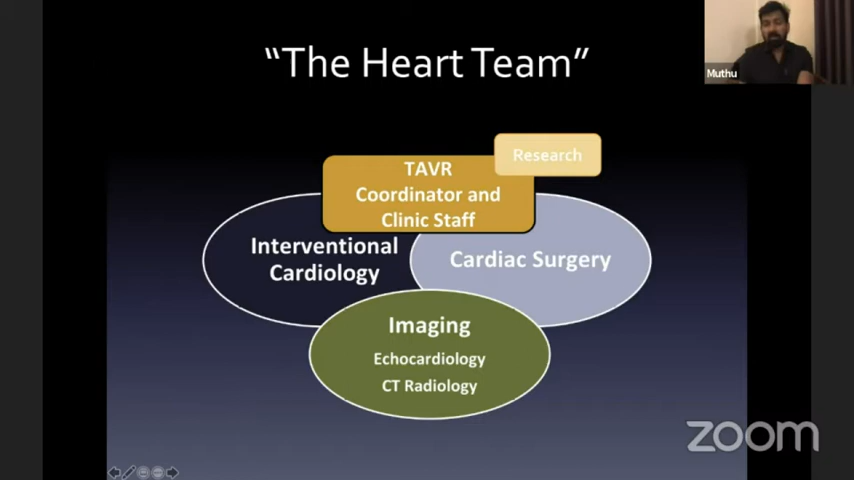 “The Heart Team”
Muthu
Research
TAVR
Coordinator and
Clinic Staff
Interventional
Cardiology
Cardiac Surgery
Imaging
Echocardiology
CT Radiology
zoom